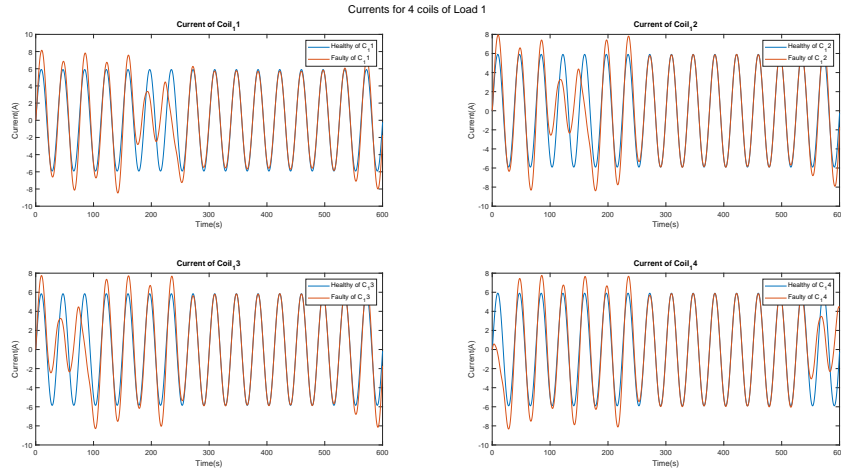 Currents for 4 coils of Load 1
Current of Coil₁1
10
8
6
4
2
0
-2
-4
-6
-8
-10
Current(A)
0 100 200 300 400 500 600
Time(s)
Healthy of C₁1
Faulty of C₁1
Current of Coil₁2
8
6
4
2
0
-2
-4
-6
-8
-10
Current(A)
0 100 200 300 400 500 600
Time(s)
Healthy of C₁2
Faulty of C₁2
Current of Coil₁3
8
6
4
2
0
-2
-4
-6
-8
-10
Current(A)
0 100 200 300 400 500 600
Time(s)
Healthy of C₁3
Faulty of C₁3
Current of Coil₁4
8
6
4
2
0
-2
-4
-6
-8
-10
Current(A)
0 100 200 300 400 500 600
Time(s)
Healthy of C₁4
Faulty of C₁4